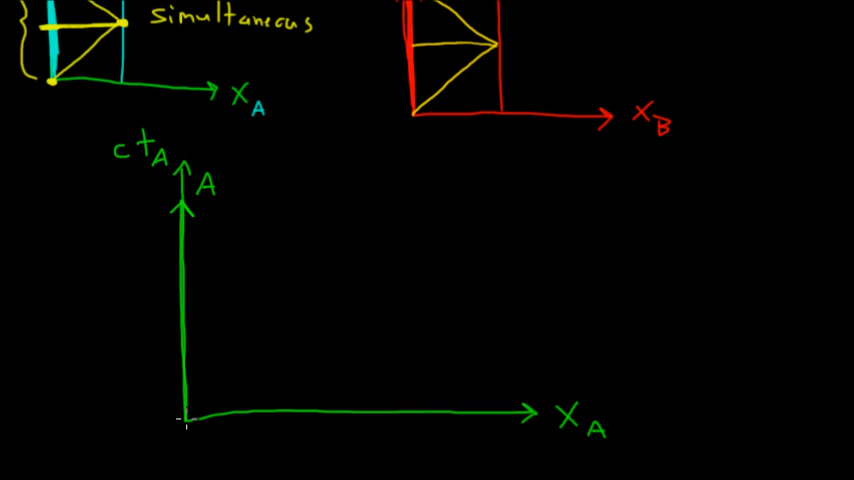 simultaneous
X_A
X_B
ct_A
A
X_A